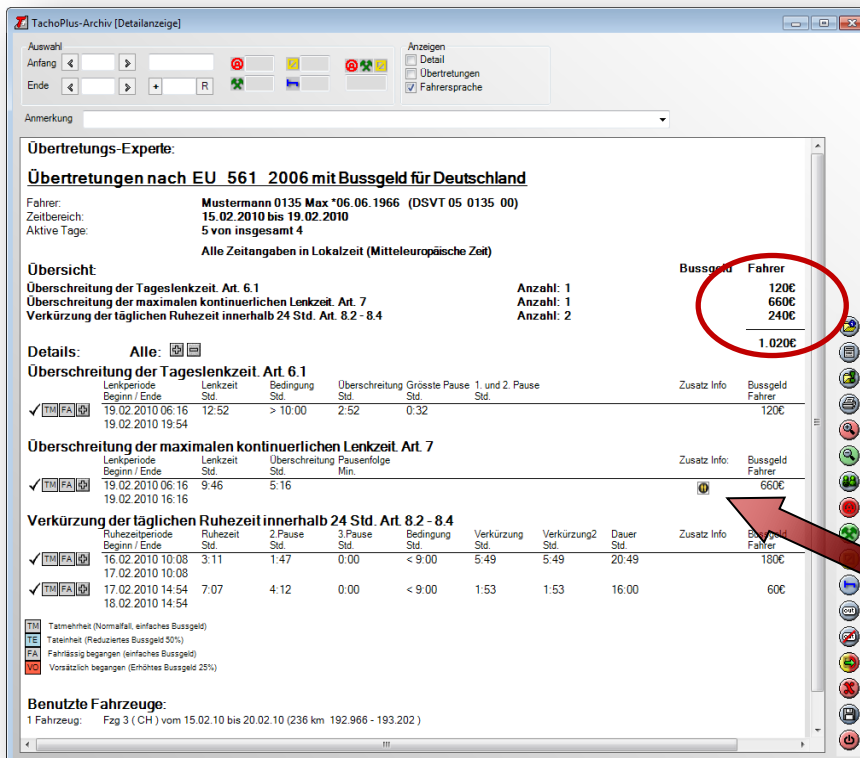 TachoPlus-Archiv [Detailanzeige]
Auswahl
Anfang
Ende + R
Anzeigen
Detail
Übertretungen
Fahrersprache
Anmerkung
Übertretungs-Experte:
Übertretungen nach EU 561 2006 mit Bussgeld für Deutschland
Fahrer: Mustermann 0135 Max *06.06.1966 (DSVT 05 0135 00)
Zeitbereich: 15.02.2010 bis 19.02.2010
Aktive Tage: 5 von insgesamt 4
Alle Zeitangaben in Lokalzeit (Mitteleuropäische Zeit)
Übersicht: Bussgeld Fahrer
Überschreitung der Tageslenkzeit. Art. 6.1 Anzahl: 1 120€
Überschreitung der maximalen kontinuerlichen Lenkzeit. Art. 7 Anzahl: 1 660€
Verkürzung der täglichen Ruhezeit innerhalb 24 Std. Art. 8.2 - 8.4 Anzahl: 2 240€
1.020€
Details: Alle:
Überschreitung der Tageslenkzeit. Art. 6.1
Lenkperiode Lenkzeit Bedingung Überschreitung Grösste Pause 1. und 2. Pause Zusatz Info Bussgeld
Beginn / Ende Std. Std. Std. Std. Std. Fahrer
TM FA 19.02.2010 06:16 12:52 > 10:00 2:52 0:32 120€
19.02.2010 19:54
Überschreitung der maximalen kontinuerlichen Lenkzeit. Art. 7
Lenkperiode Lenkzeit Überschreitung Pausenfolge Zusatz Info: Bussgeld
Beginn / Ende Std. Std. Min. Fahrer
TM FA 19.02.2010 06:16 9:46 5:16 660€
19.02.2010 16:16
Verkürzung der täglichen Ruhezeit innerhalb 24 Std. Art. 8.2 - 8.4
Ruhezeitperiode Ruhezeit 2.Pause 3.Pause Bedingung Verkürzung Verkürzung2 Dauer Zusatz Info Bussgeld
Beginn / Ende Std. Std. Std. Std. Std. Std. Std. Fahrer
TM FA 16.02.2010 10:08 3:11 1:47 0:00 < 9:00 5:49 5:49 20:49 180€
17.02.2010 10:08
TM FA 17.02.2010 14:54 7:07 4:12 0:00 < 9:00 1:53 1:53 16:00 60€
18.02.2010 14:54
TM Tatmehrheit (Normalfall, einfaches Bussgeld)
TE Tateinheit (Reduziertes Bussgeld 50%)
FA Fahrlässig begangen (einfaches Bussgeld)
VO Vorsätzlich begangen (Erhöhtes Bussgeld 25%)
Benutzte Fahrzeuge:
1 Fahrzeug: Fzg 3 ( CH ) vom 15.02.10 bis 20.02.10 (236 km 192.966 - 193.202 )
out